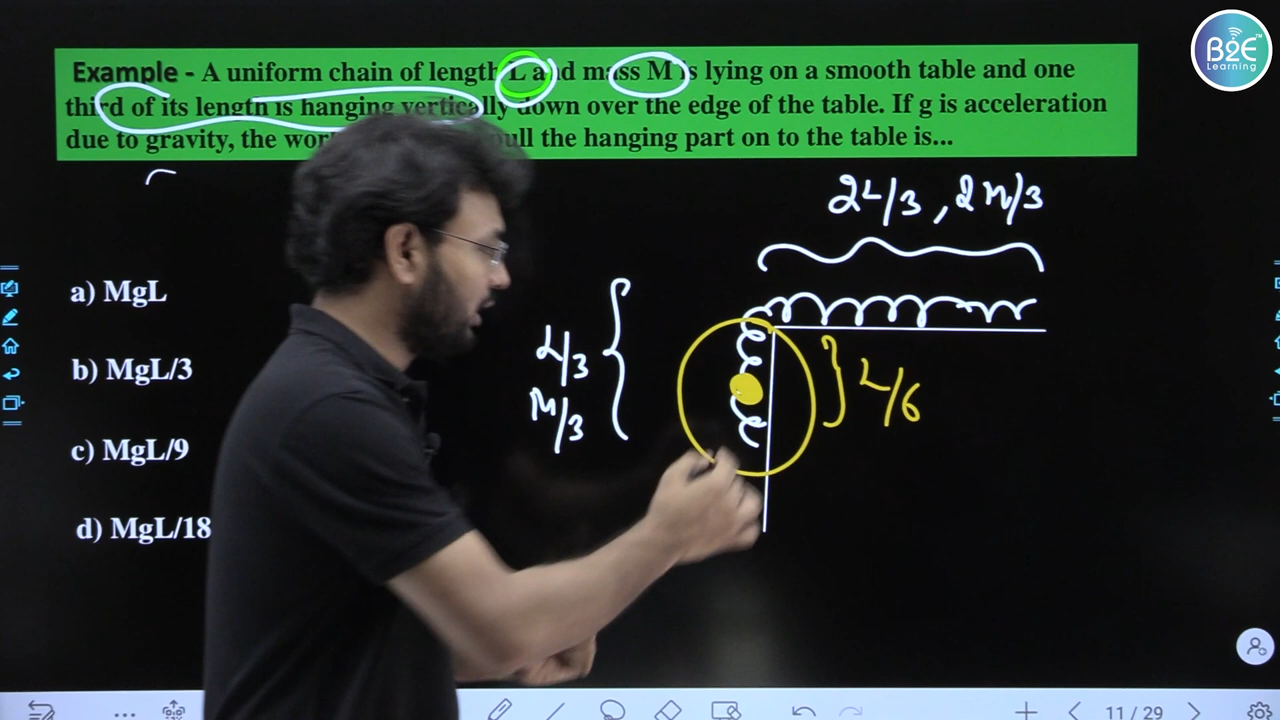 B2E
Learning
Example - A uniform chain of length L and mass M is lying on a smooth table and one
third of its length is hanging vertically down over the edge of the table. If g is acceleration
due to gravity, the pull the hanging part on to the table is...
2L/3, 2M/3
a) MgL
b) MgL/3
c) MgL/9
d) MgL/18
L/3
M/3
L/6
11 / 29